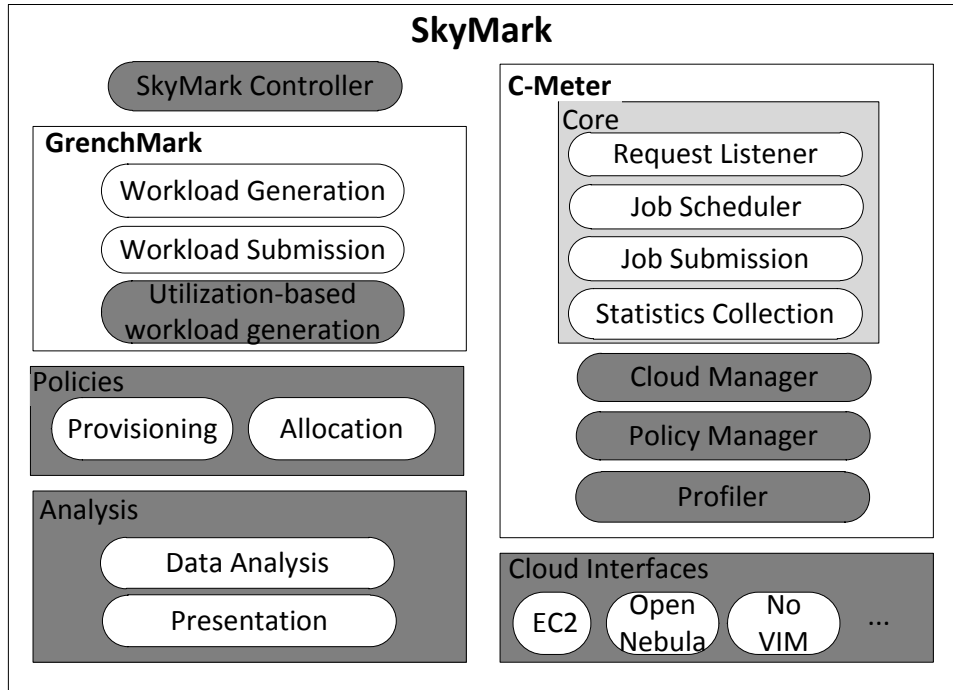 SkyMark
SkyMark Controller
GrenchMark
Workload Generation
Workload Submission
Utilization-based
workload generation
Policies
Provisioning
Allocation
Analysis
Data Analysis
Presentation
C-Meter
Core
Request Listener
Job Scheduler
Job Submission
Statistics Collection
Cloud Manager
Policy Manager
Profiler
Cloud Interfaces
EC2
Open
Nebula
No
VIM
...